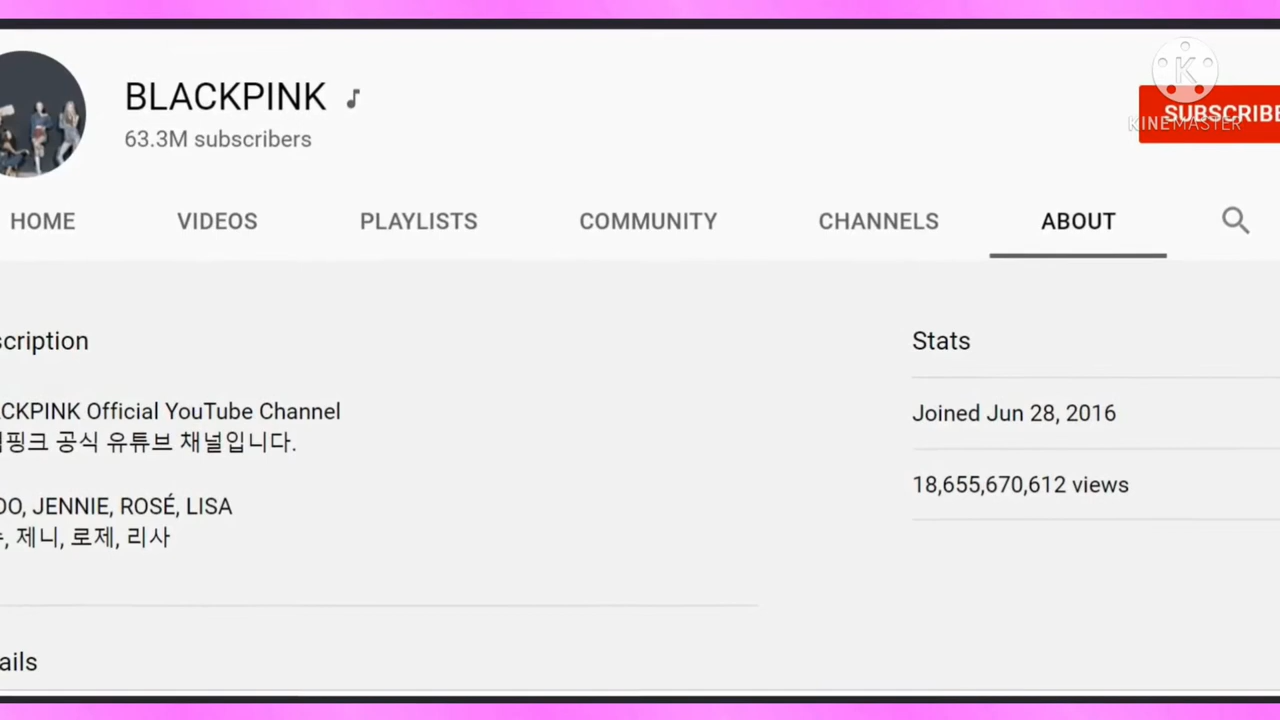 BLACKPINK
63.3M subscribers
SUBSCRIBE
KINEMASTER
HOME VIDEOS PLAYLISTS COMMUNITY CHANNELS ABOUT
scription
Stats
CKPINK Official YouTube Channel
핑크 공식 유튜브 채널입니다.
Joined Jun 28, 2016
OO, JENNIE, ROSÉ, LISA
, 제니, 로제, 리사
18,655,670,612 views
ails